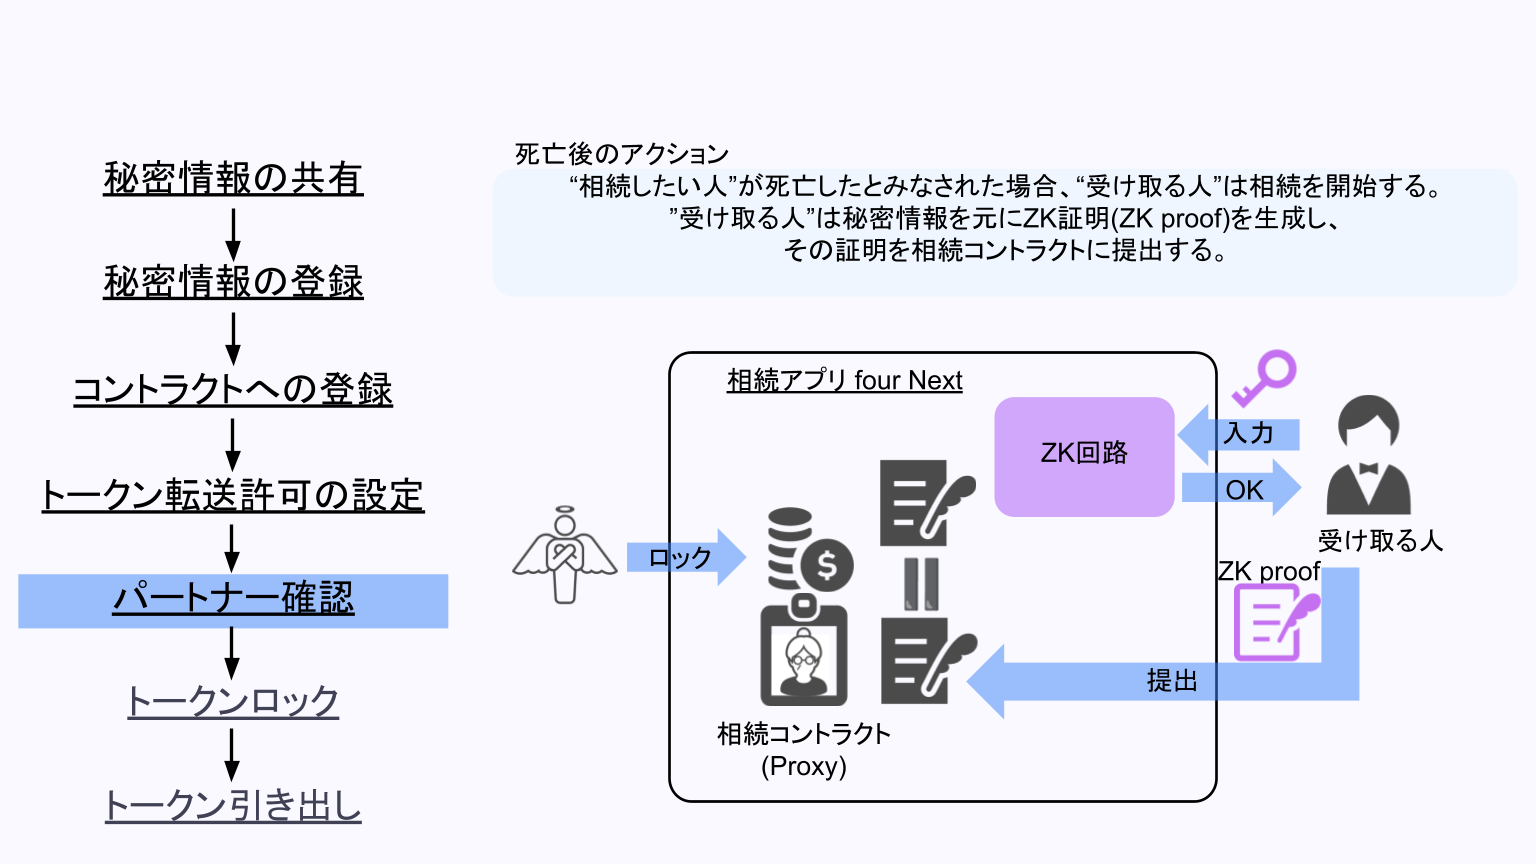 秘密情報の共有
秘密情報の登録
コントラクトへの登録
トークン転送許可の設定
パートナー確認
トークンロック
トークン引き出し
死亡後のアクション
“相続したい人”が死亡したとみなされた場合、“受け取る人”は相続を開始する。
”受け取る人”は秘密情報を元にZK証明(ZK proof)を生成し、
その証明を相続コントラクトに提出する。
相続アプリ four Next
ZK回路
入力
OK
受け取る人
ロック
$
ZK proof
提出
相続コントラクト
(Proxy)